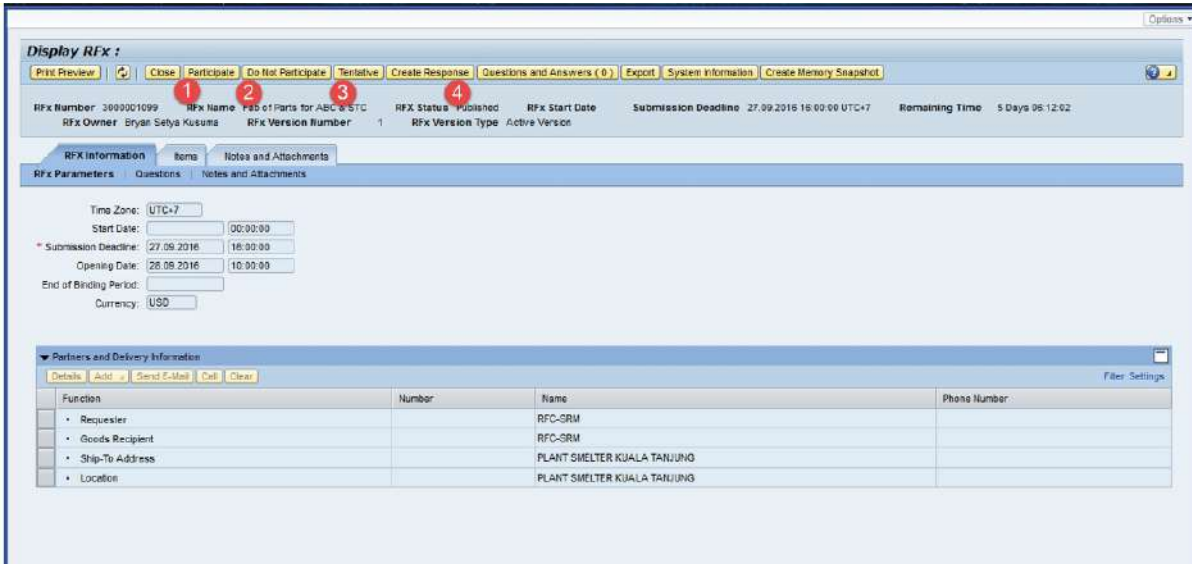 Options
Display RFx :
Print Preview Close Participate Do Not Participate Tentative Create Response Questions and Answers ( 0 ) Export System Information Create Memory Snapshot
1 2 3 4
RFx Number 3000001099 RFx Name Fab of Parts for ABC & STC RFX Status Published RFx Start Date Submission Deadline 27.09.2016 16:00:00 UTC+7 Remaining Time 5 Days 06:12:02
RFx Owner Bryan Setya Kusuma RFx Version Number 1 RFx Version Type Active Version
RFX Information Items Notes and Attachments
RFx Parameters Questions Notes and Attachments
Time Zone: UTC+7
Start Date: 00:00:00
* Submission Deadline: 27.09.2016 16:00:00
Opening Date: 28.09.2016 10:00:00
End of Binding Period:
Currency: USD
Partners and Delivery Information
Details Add Send E-Mail Call Clear Filter Settings
Function Number Name Phone Number
• Requester RFC-SRM
• Goods Recipient RFC-SRM
• Ship-To Address PLANT SMELTER KUALA TANJUNG
• Location PLANT SMELTER KUALA TANJUNG